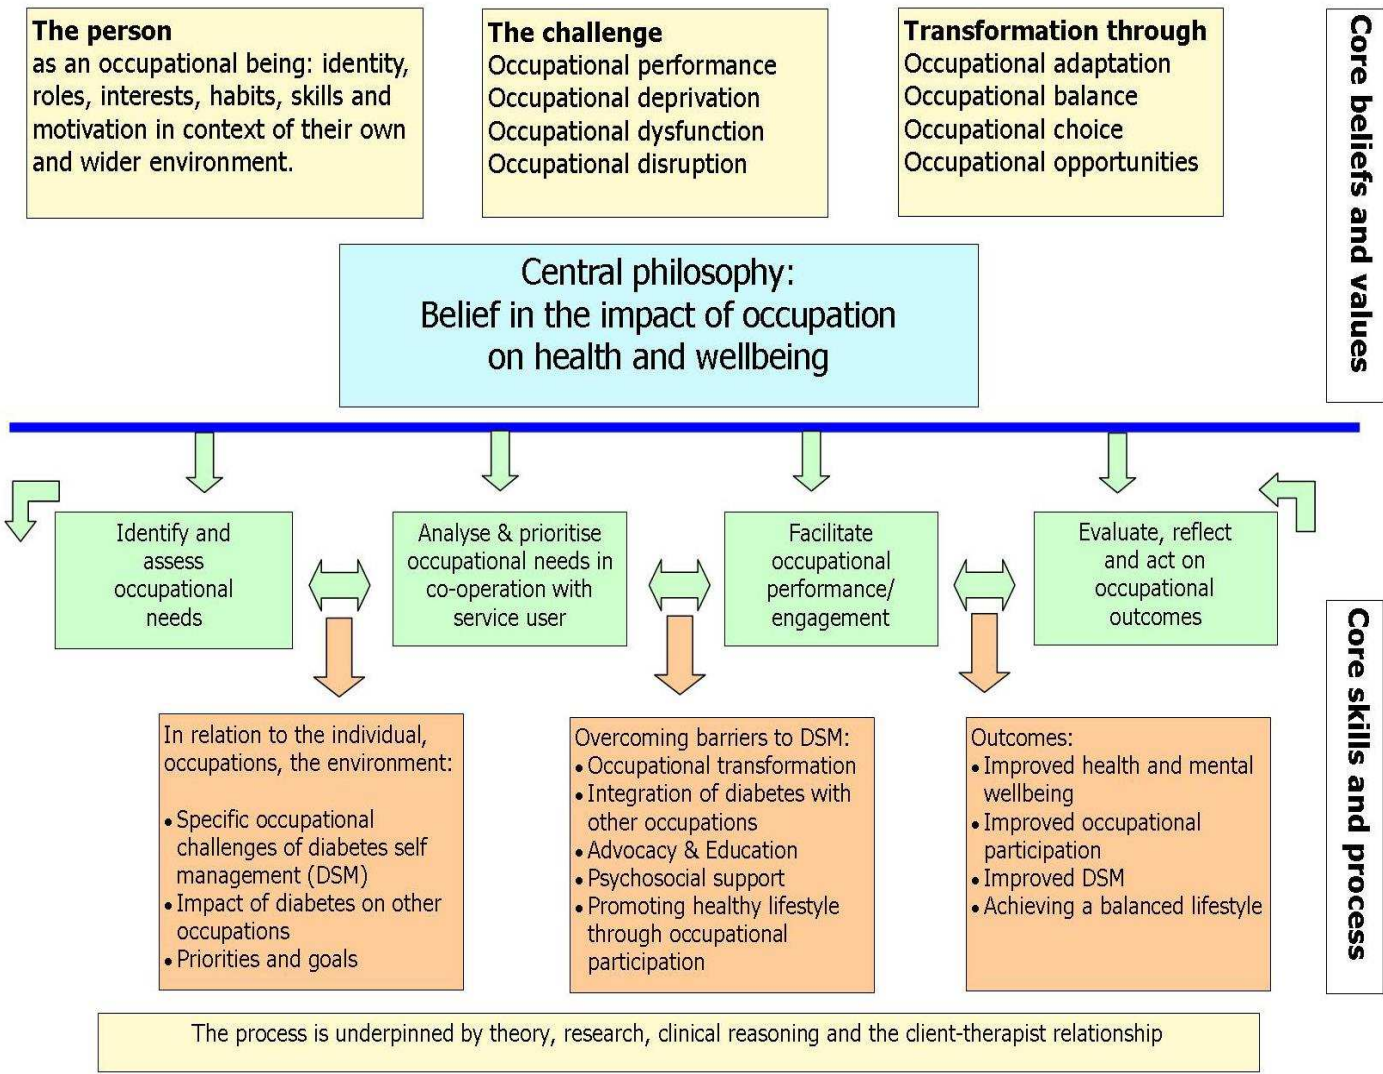 The person
as an occupational being: identity,
roles, interests, habits, skills and
motivation in context of their own
and wider environment.
The challenge
Occupational performance
Occupational deprivation
Occupational dysfunction
Occupational disruption
Transformation through
Occupational adaptation
Occupational balance
Occupational choice
Occupational opportunities
Core beliefs and values
Central philosophy:
Belief in the impact of occupation
on health and wellbeing
Identify and
assess
occupational
needs
Analyse & prioritise
occupational needs in
co-operation with
service user
Facilitate
occupational
performance/
engagement
Evaluate, reflect
and act on
occupational
outcomes
Core skills and process
In relation to the individual,
occupations, the environment:
• Specific occupational
challenges of diabetes self
management (DSM)
• Impact of diabetes on other
occupations
• Priorities and goals
Overcoming barriers to DSM:
• Occupational transformation
• Integration of diabetes with
other occupations
• Advocacy & Education
• Psychosocial support
• Promoting healthy lifestyle
through occupational
participation
Outcomes:
• Improved health and mental
wellbeing
• Improved occupational
participation
• Improved DSM
• Achieving a balanced lifestyle
The process is underpinned by theory, research, clinical reasoning and the client-therapist relationship